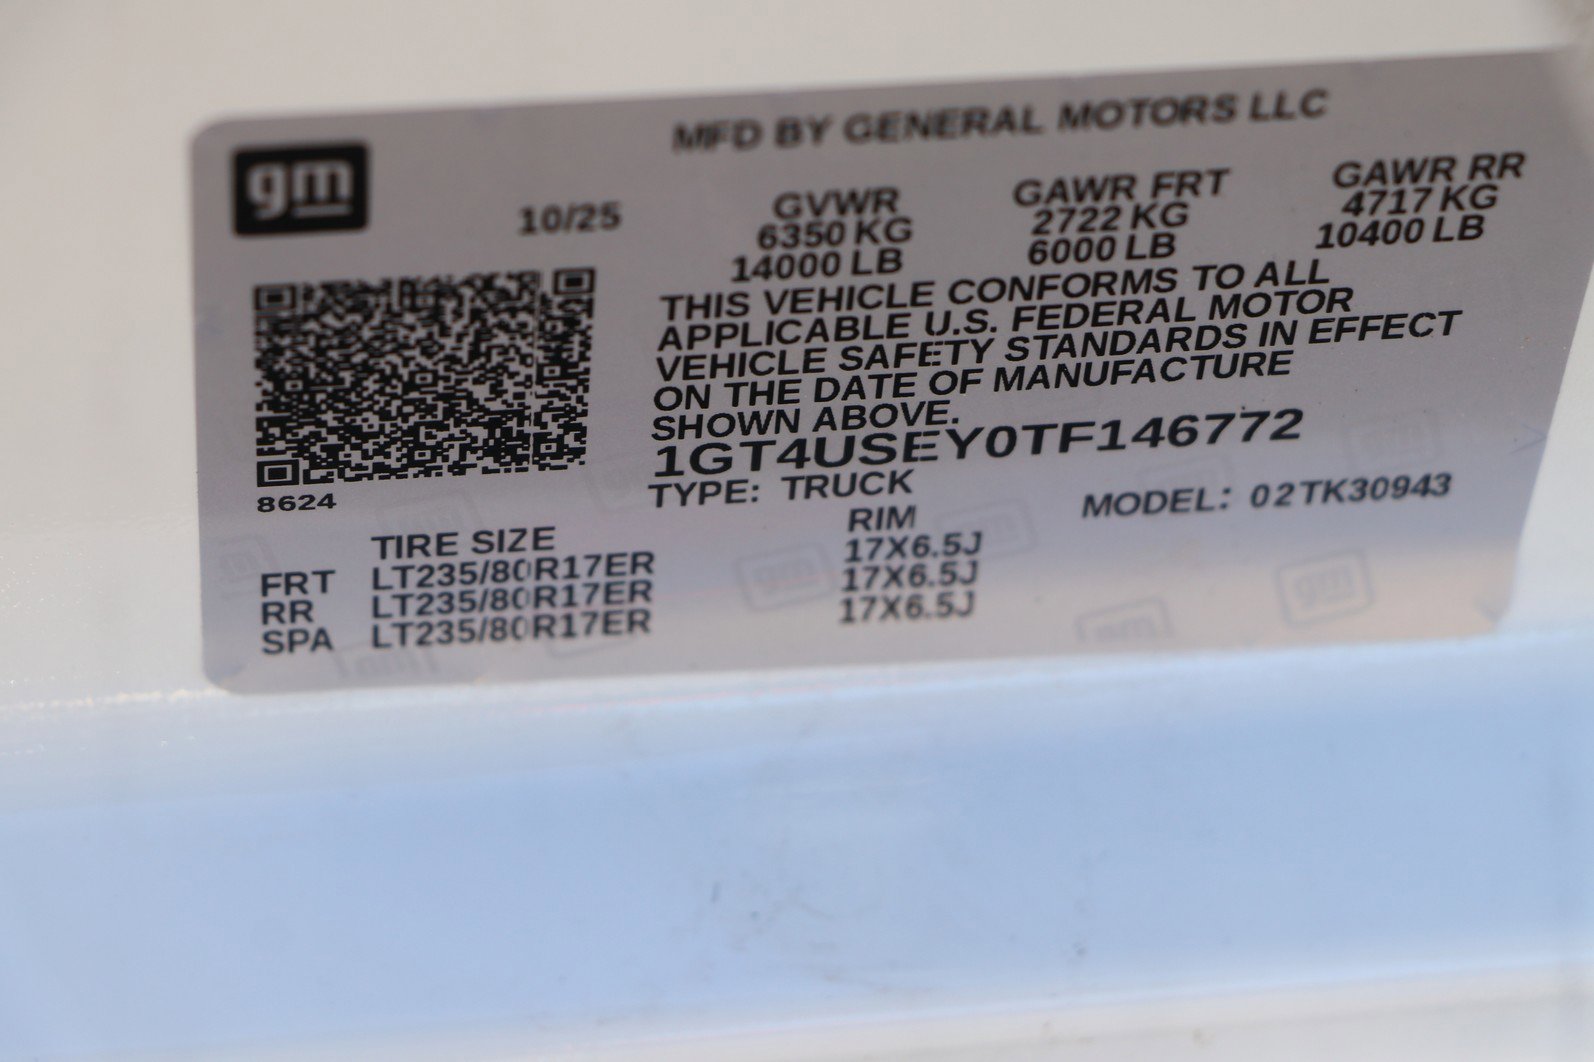 MFD BY GENERAL MOTORS LLC
gm
10/25
GVWR GAWR FRT GAWR RR
6350 KG 2722 KG 4717 KG
14000 LB 6000 LB 10400 LB
THIS VEHICLE CONFORMS TO ALL
APPLICABLE U.S. FEDERAL MOTOR
VEHICLE SAFETY STANDARDS IN EFFECT
ON THE DATE OF MANUFACTURE
SHOWN ABOVE.
1GT4USEY0TF146772
8624
TYPE: TRUCK MODEL: 02TK30943
TIRE SIZE RIM
FRT LT235/80R17ER 17X6.5J
RR LT235/80R17ER 17X6.5J
SPA LT235/80R17ER 17X6.5J